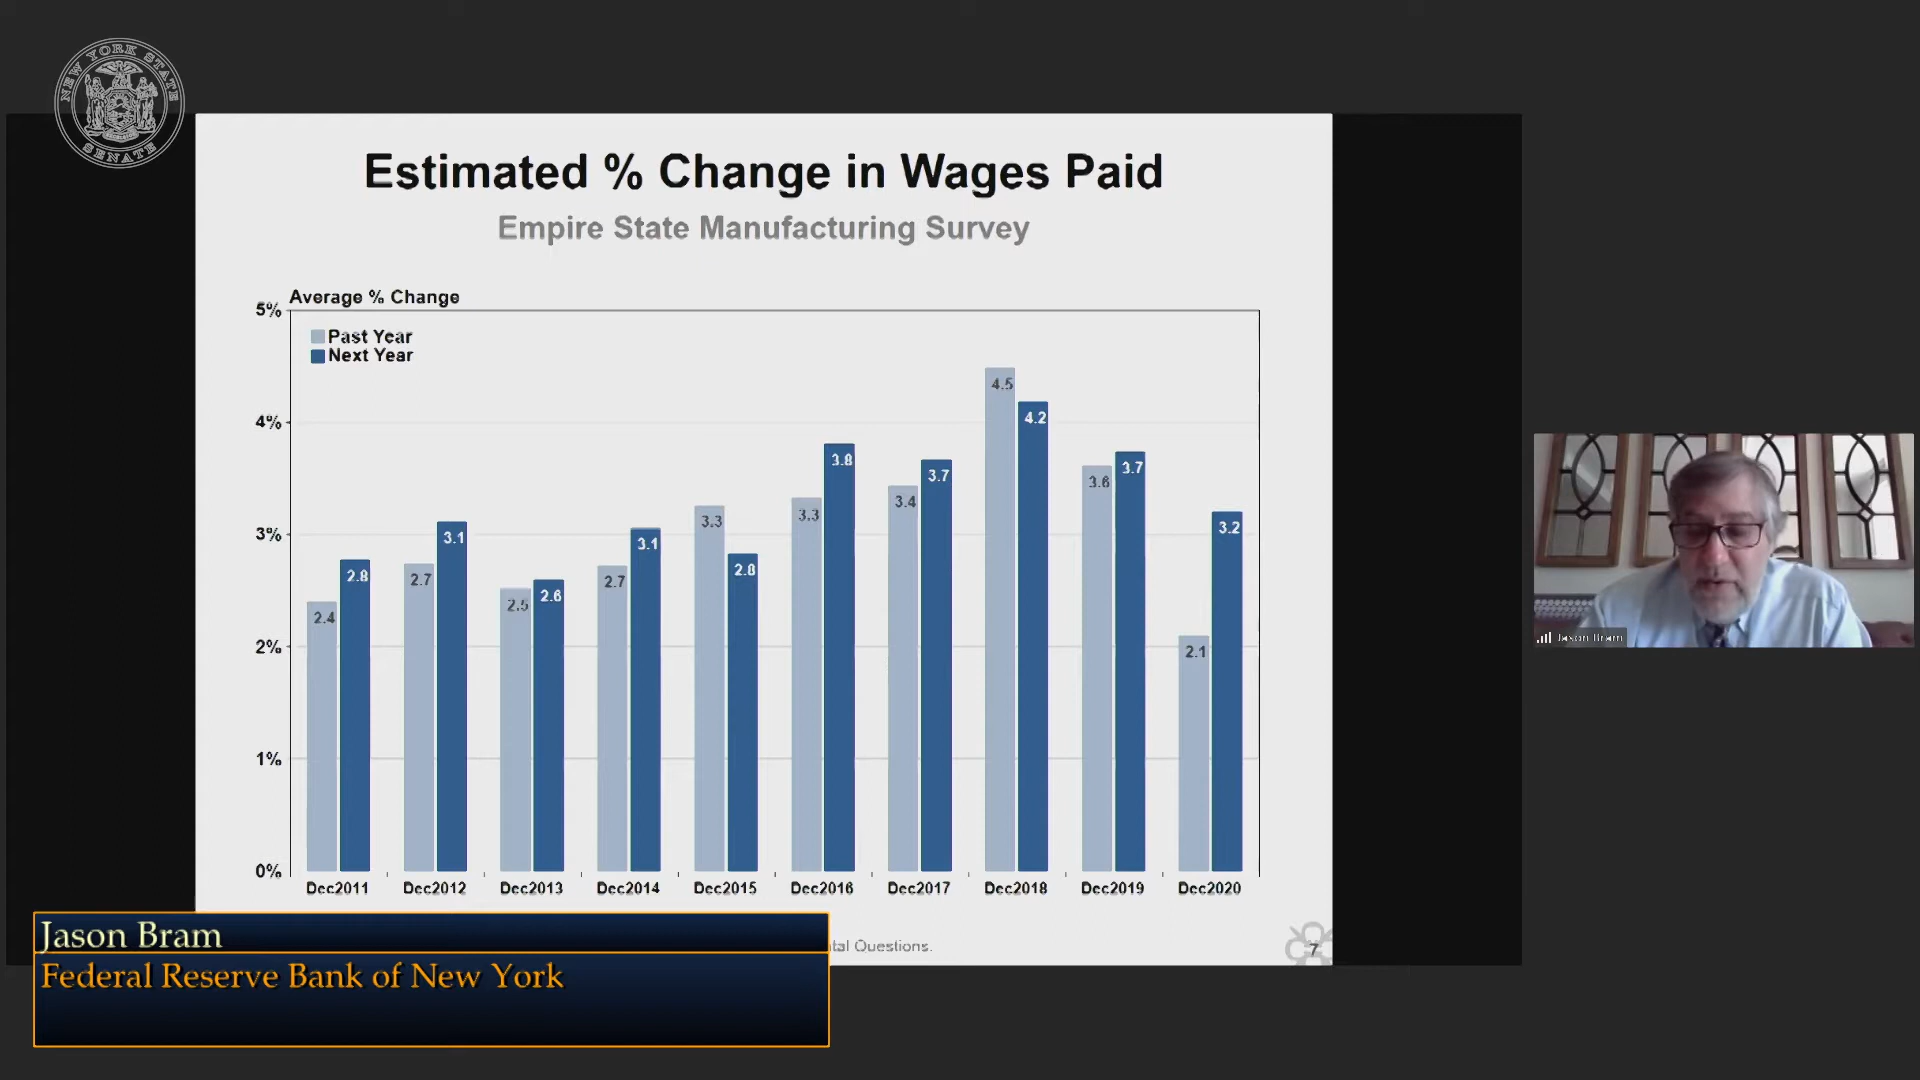 NEW YORK STATE
SENATE
Estimated % Change in Wages Paid
Empire State Manufacturing Survey
Average % Change
5%
4%
3%
2%
1%
0%
Past Year
Next Year
2.4 2.8 2.7 3.1 2.5 2.6 2.7 3.1 3.3 2.8 3.3 3.8 3.4 3.7 4.5 4.2 3.6 3.7 2.1 3.2
Dec2011 Dec2012 Dec2013 Dec2014 Dec2015 Dec2016 Dec2017 Dec2018 Dec2019 Dec2020
Questions.
7
Jason Bram
Federal Reserve Bank of New York
Jason Bram